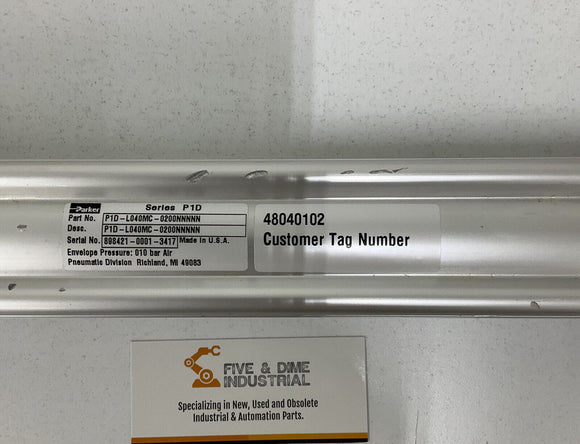 Parker
Series P1D
Part No. P1D-L040MC-0200NNNNN
Desc. P1D-L040MC-0200NNNNN
Serial No. 898421-0001-3417 Made in U.S.A.
Envelope Pressure: 010 bar Air
Pneumatic Division Richland, MI 49083
48040102
Customer Tag Number
FIVE & DIME
INDUSTRIAL
Specializing in New, Used and Obsolete
Industrial & Automation Parts.